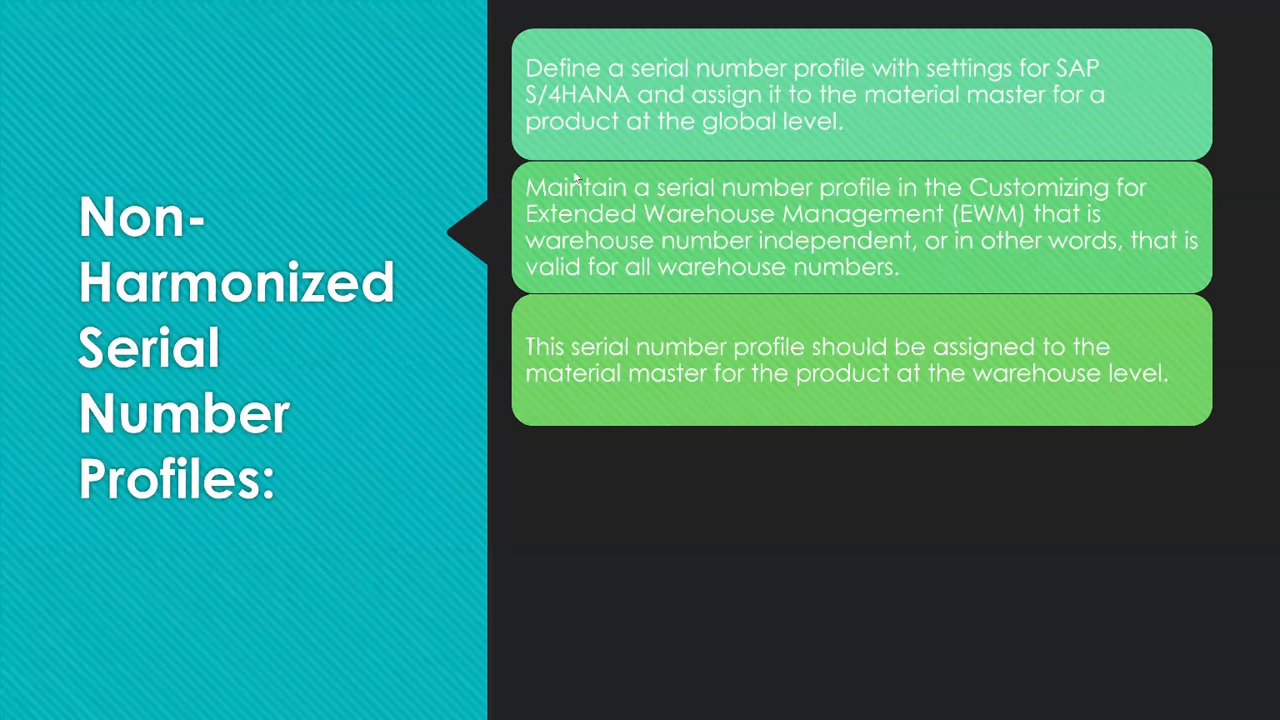 Non-
Harmonized
Serial
Number
Profiles:
Define a serial number profile with settings for SAP
S/4HANA and assign it to the material master for a
product at the global level.
Maintain a serial number profile in the Customizing for
Extended Warehouse Management (EWM) that is
warehouse number independent, or in other words, that is
valid for all warehouse numbers.
This serial number profile should be assigned to the
material master for the product at the warehouse level.